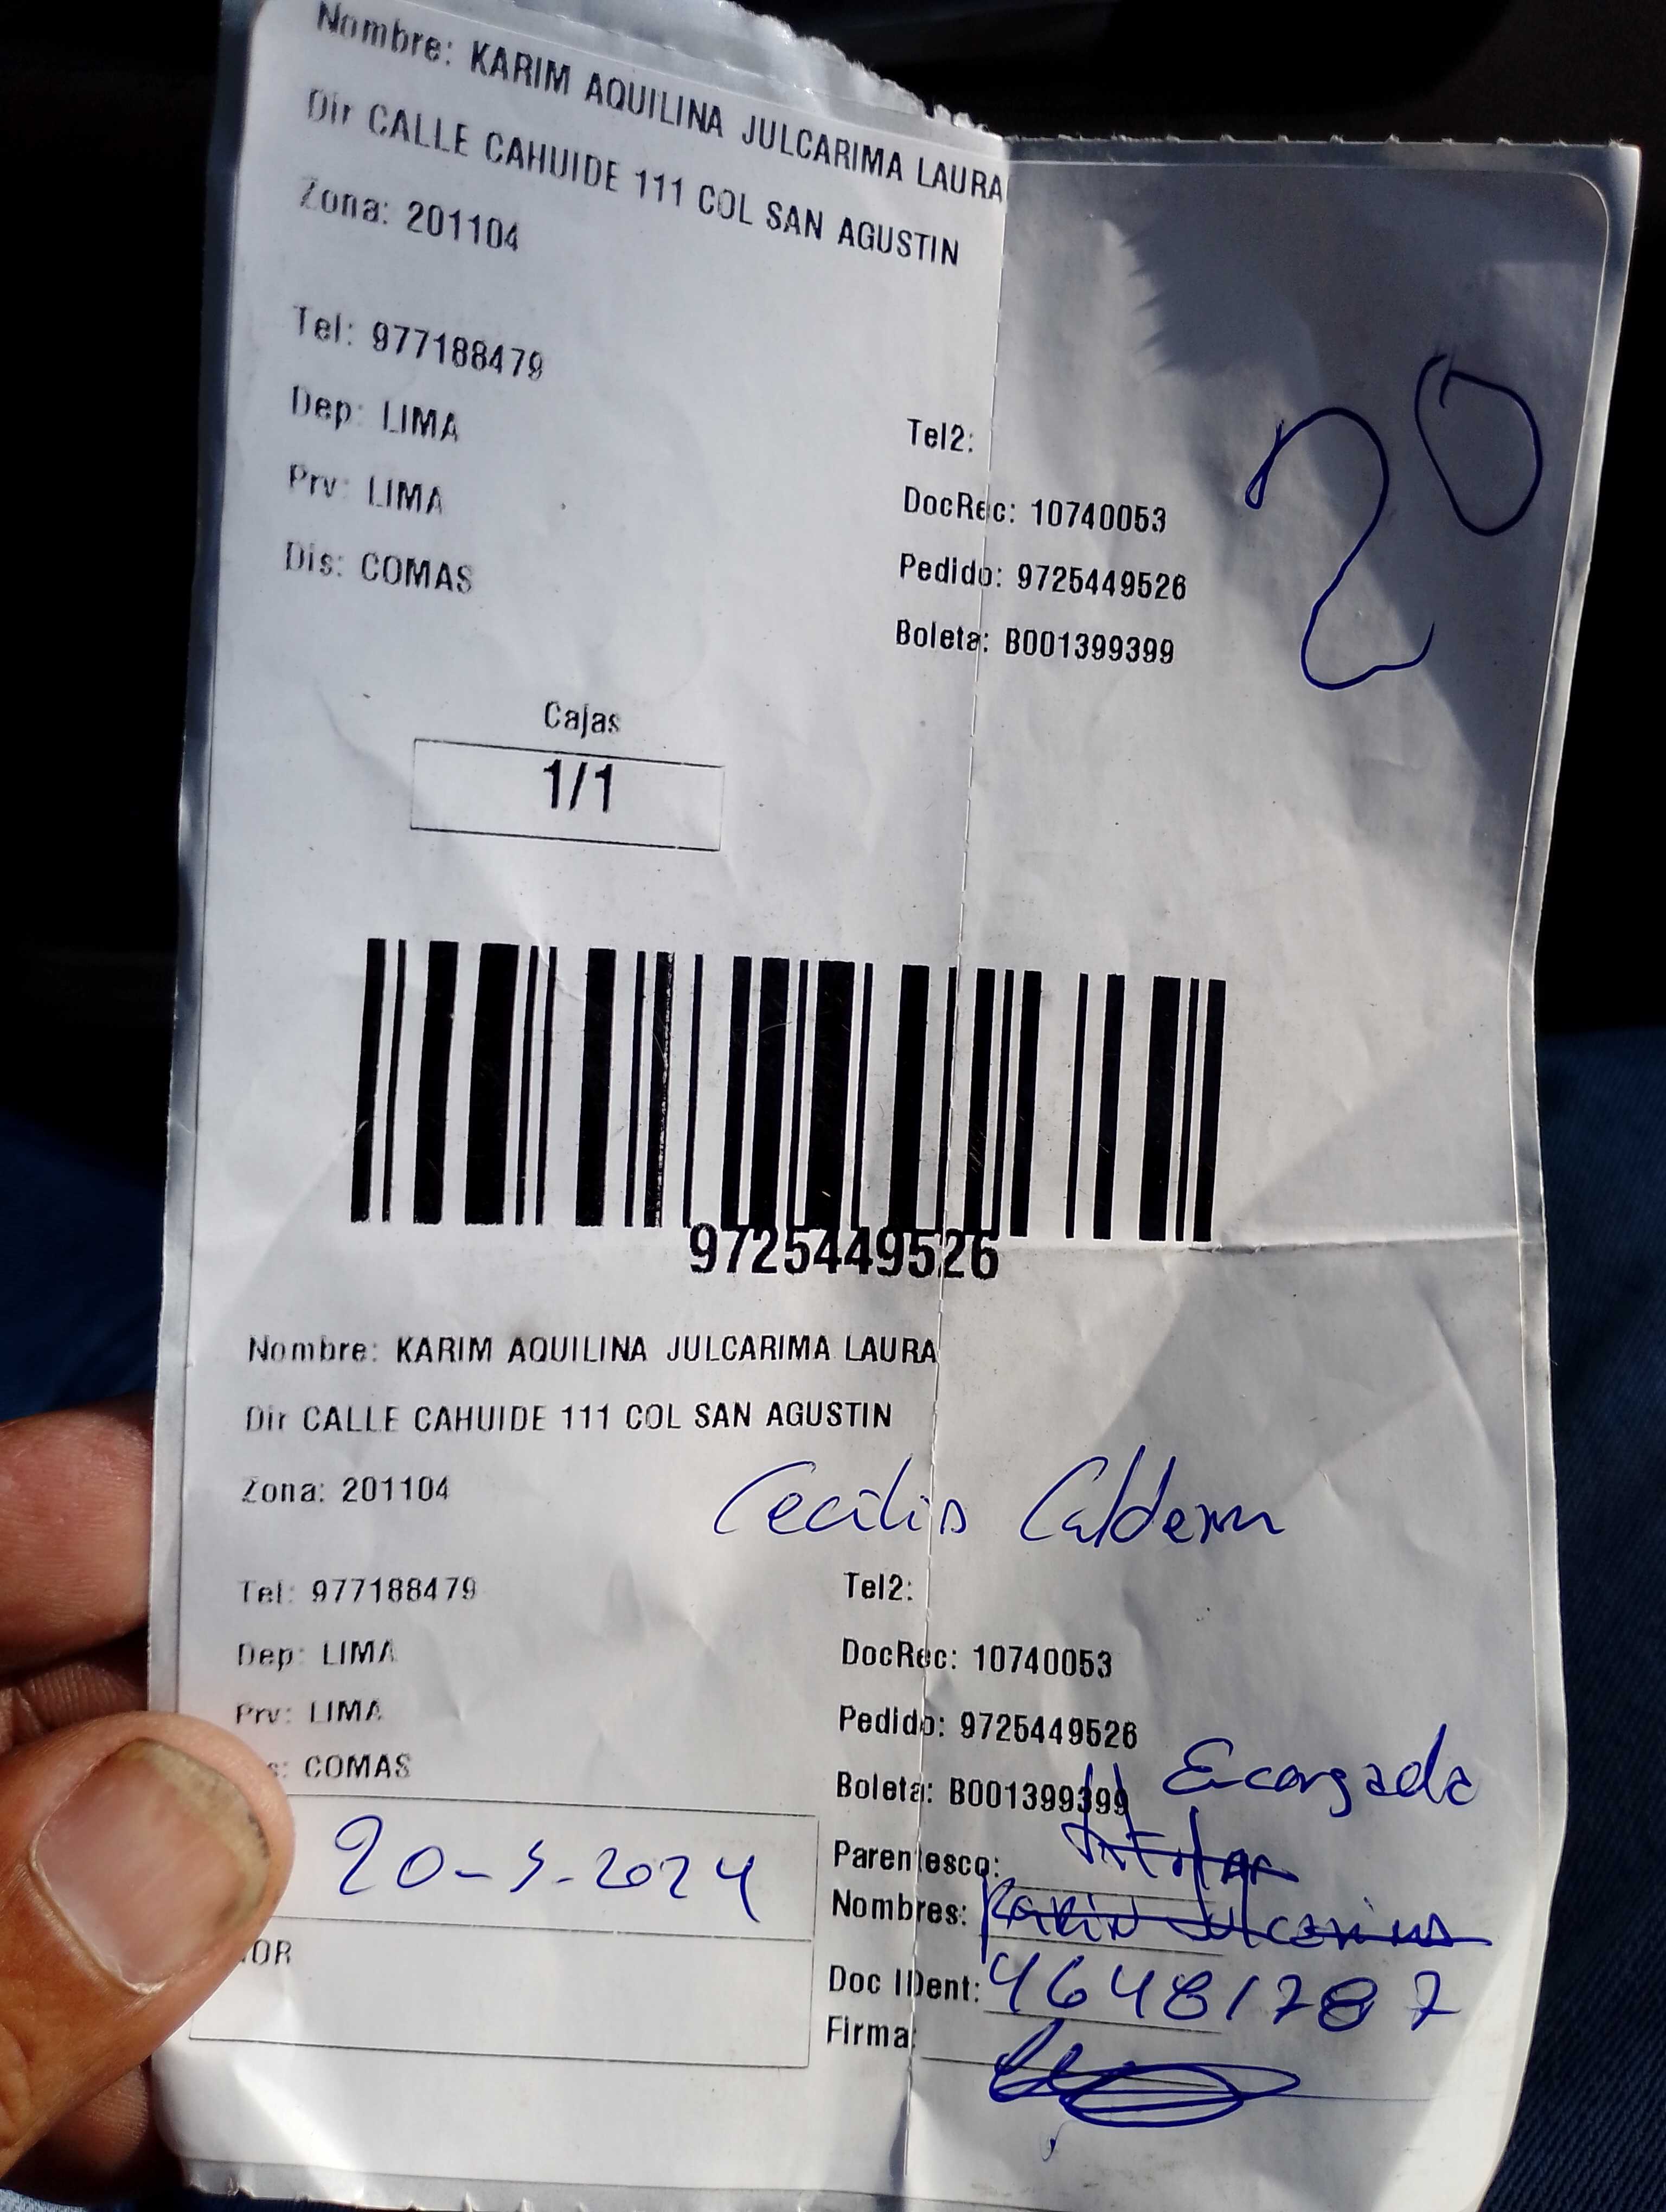 Nombre: KARIM AQUILINA JULCARIMA LAURA
Dir CALLE CAHUIDE 111 COL SAN AGUSTIN
Zona: 201104
Tel: 977188479
Dep: LIMA
Tel2:
Prv: LIMA
DocRec: 10740053
Dis: COMAS
Pedido: 9725449526
Boleta: B001399399
20
Cajas
1/1
9725449526
Nombre: KARIM AQUILINA JULCARIMA LAURA
Dir CALLE CAHUIDE 111 COL SAN AGUSTIN
Zona: 201104
Cecilia Calderon
Tel: 977188479
Tel2:
Dep: LIMA
DocRec: 10740053
Prv: LIMA
Pedido: 9725449526
s: COMAS
Boleta: B001399399
Encargada
20-5-2024
Parentesco: Titular
Nombres: Karin Julcarima
OR
Doc IDent: 46481787
Firma: